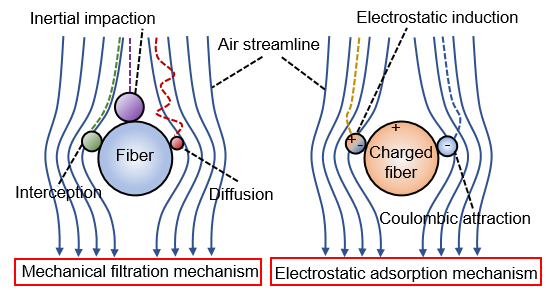 Inertial impaction
Electrostatic induction
Air streamline
Fiber
+
+
-
Charged
fiber
-
Interception
Diffusion
Coulombic attraction
Mechanical filtration mechanism
Electrostatic adsorption mechanism